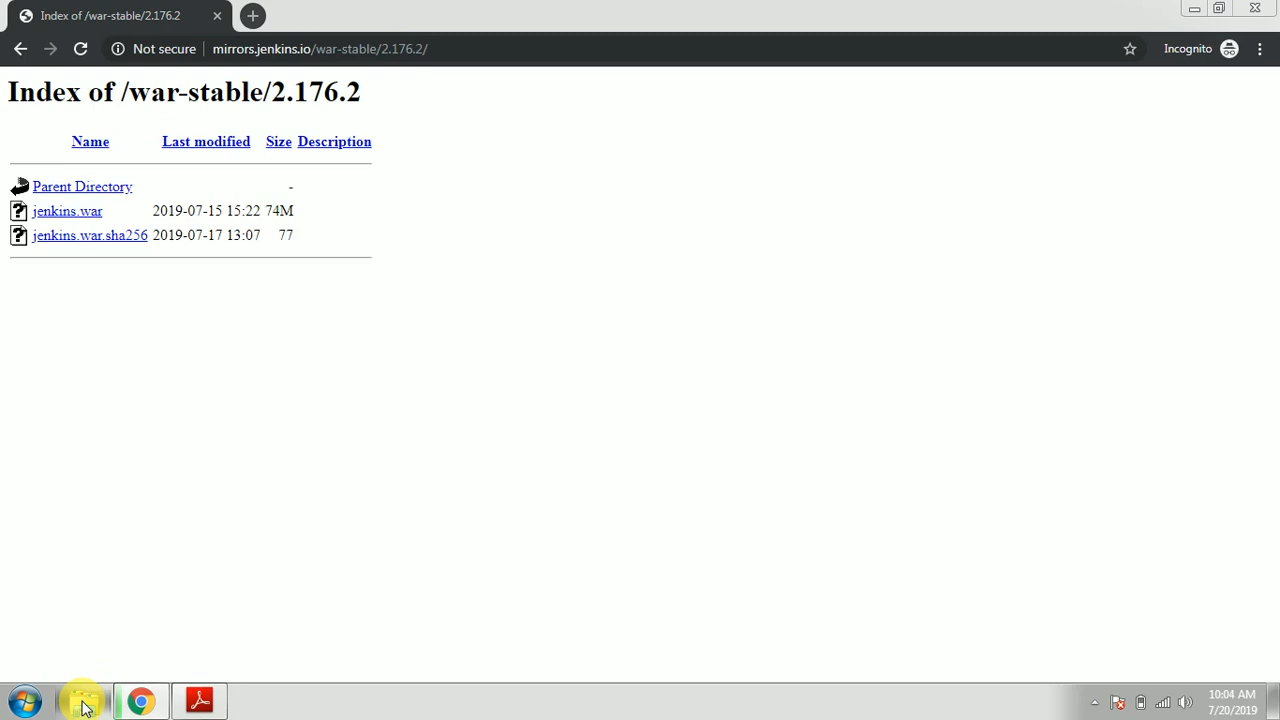 Index of /war-stable/2.176.2
Not secure mirrors.jenkins.io/war-stable/2.176.2/ Incognito
Index of /war-stable/2.176.2
Name Last modified Size Description
Parent Directory -
jenkins.war 2019-07-15 15:22 74M
jenkins.war.sha256 2019-07-17 13:07 77
10:04 AM
7/20/2019